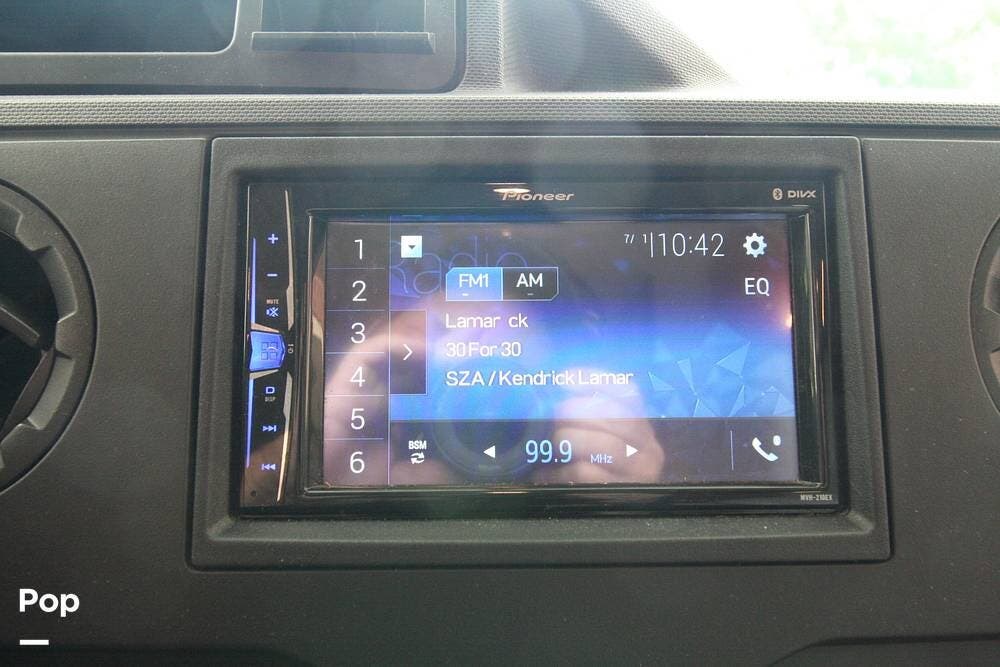 Pioneer
DIVX
7/ 1 10:42
Radio
FM1 AM
EQ
Lamar ck
30 For 30
SZA / Kendrick Lamar
1
2
3
4
5
6
+
−
MUTE
DISP
BSM
99.9 MHz
MVH-210EX
Pop